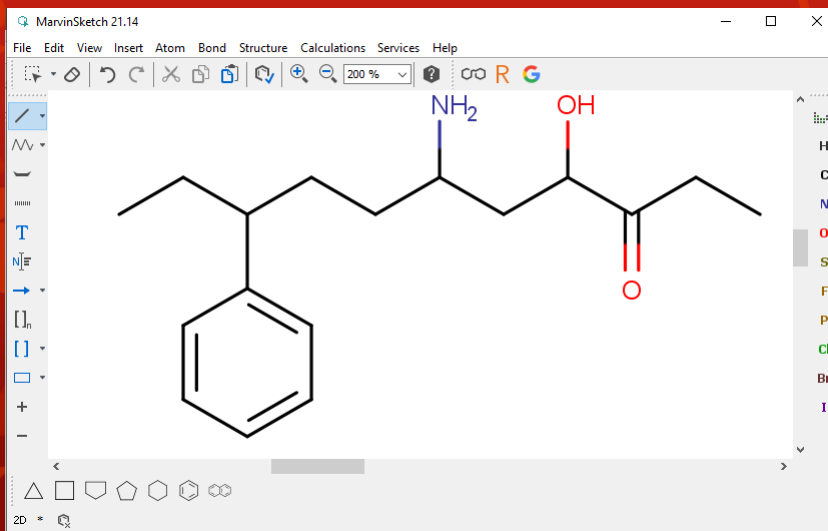 MarvinSketch 21.14
File Edit View Insert Atom Bond Structure Calculations Services Help
200 % ? R G
NH2 OH
O
T
N
[ ]n
[ ]
+
−
H
C
N
O
S
F
P
Cl
Br
I
2D *